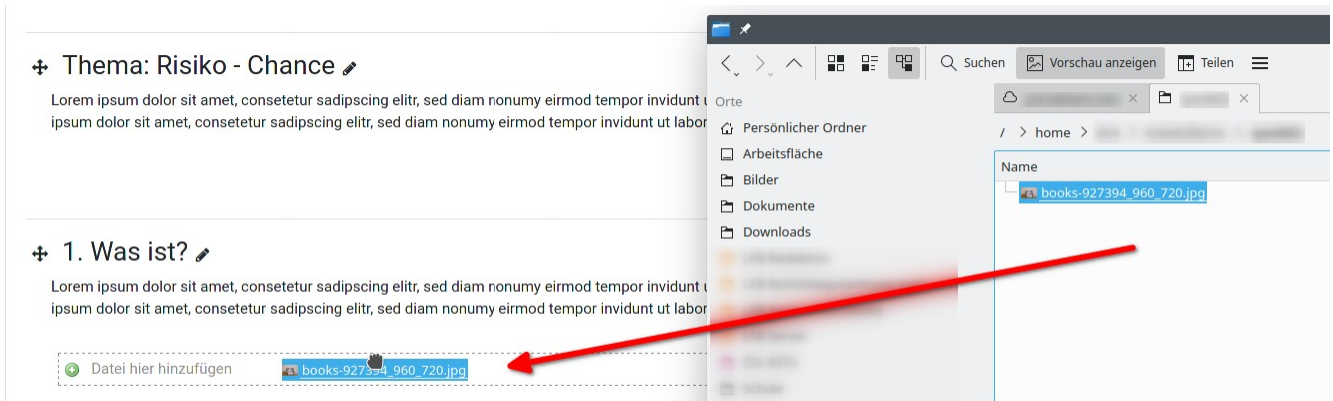 Thema: Risiko - Chance
Lorem ipsum dolor sit amet, consetetur sadipscing elitr, sed diam nonumy eirmod tempor invidunt
ipsum dolor sit amet, consetetur sadipscing elitr, sed diam nonumy eirmod tempor invidunt ut labor
1. Was ist?
Lorem ipsum dolor sit amet, consetetur sadipscing elitr, sed diam nonumy eirmod tempor invidunt
ipsum dolor sit amet, consetetur sadipscing elitr, sed diam nonumy eirmod tempor invidunt ut labor
Datei hier hinzufügen books-927394_960_720.jpg
Suchen Vorschau anzeigen Teilen
Orte
Persönlicher Ordner
Arbeitsfläche
Bilder
Dokumente
Downloads
/ > home >
Name
books-927394_960_720.jpg